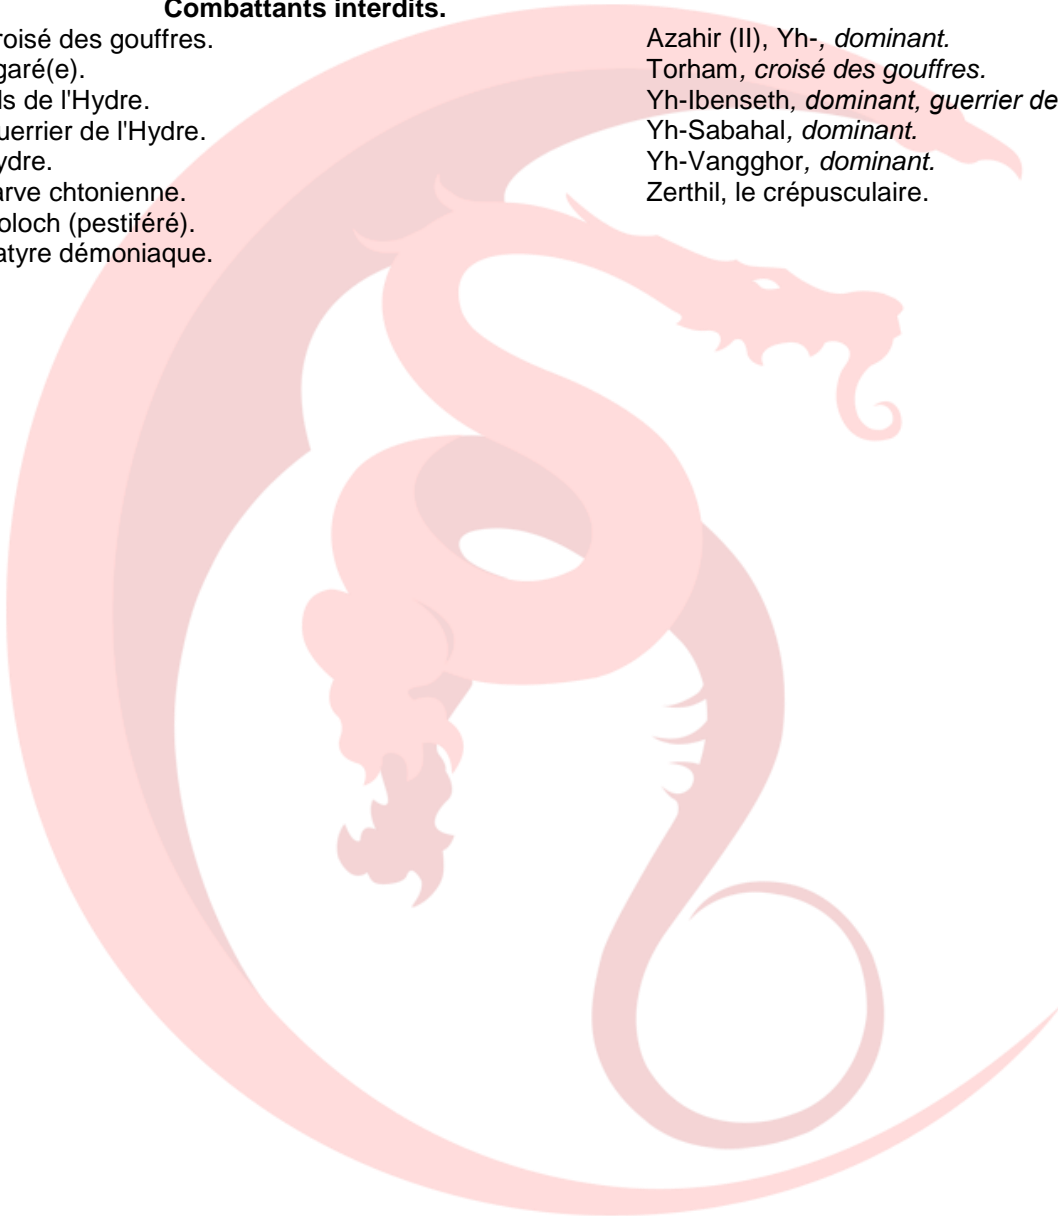 Combattants interdits.
roisé des gouffres.
garé(e).
ls de l'Hydre.
uerrier de l'Hydre.
ydre.
arve chtonienne.
oloch (pestiféré).
atyre démoniaque.
Azahir (II), Yh-, dominant.
Torham, croisé des gouffres.
Yh-Ibenseth, dominant, guerrier de
Yh-Sabahal, dominant.
Yh-Vangghor, dominant.
Zerthil, le crépusculaire.